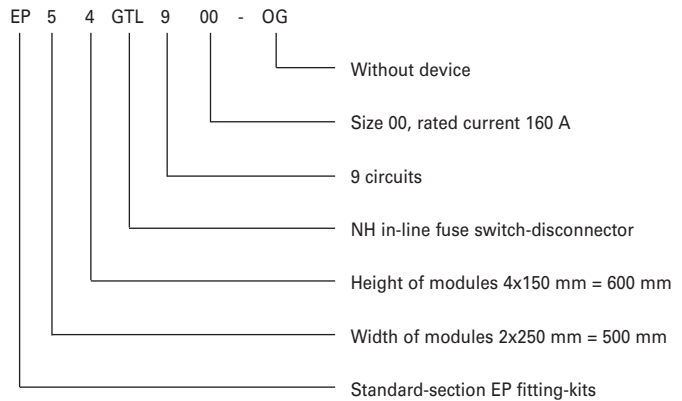 EP 5 4 GTL 9 00 - OG
Without device
Size 00, rated current 160 A
9 circuits
NH in-line fuse switch-disconnector
Height of modules 4x150 mm = 600 mm
Width of modules 2x250 mm = 500 mm
Standard-section EP fitting-kits